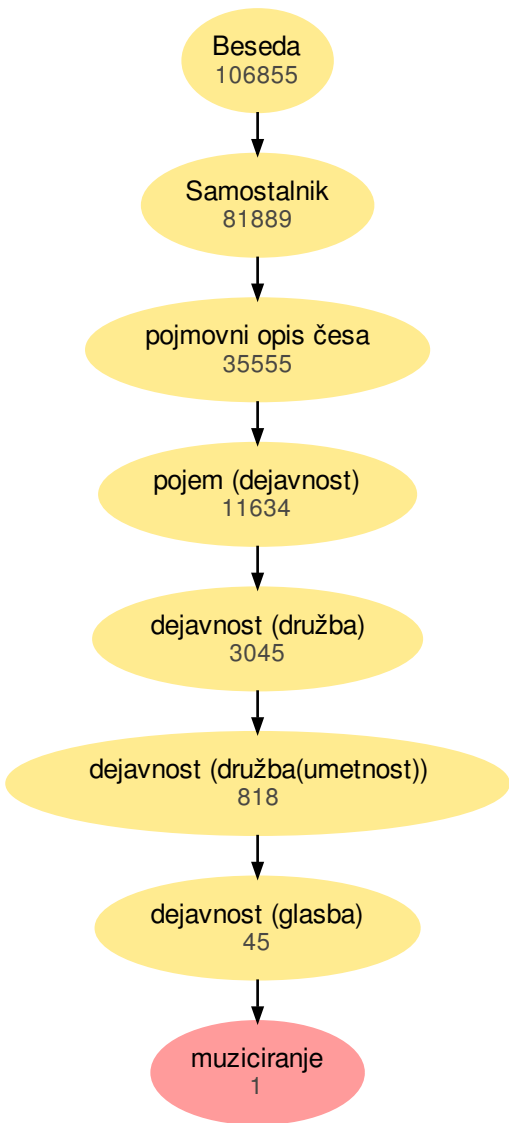 Beseda
106855
Samostalnik
81889
pojmovni opis česa
35555
pojem (dejavnost)
11634
dejavnost (družba)
3045
dejavnost (družba(umetnost))
818
dejavnost (glasba)
45
muziciranje
1